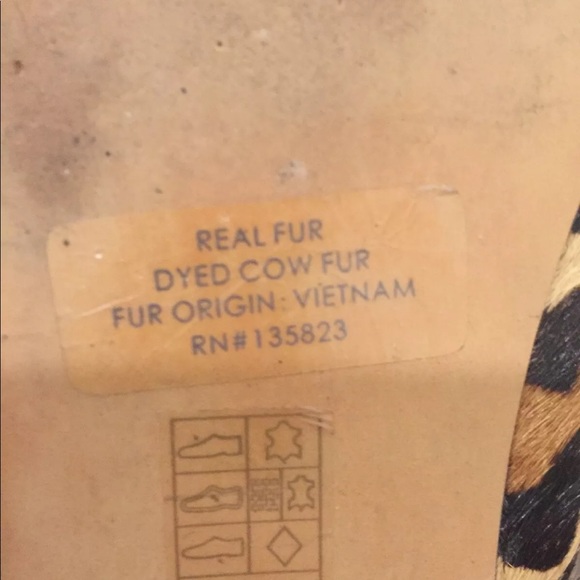 REAL FUR
DYED COW FUR
FUR ORIGIN: VIETNAM
RN#135823